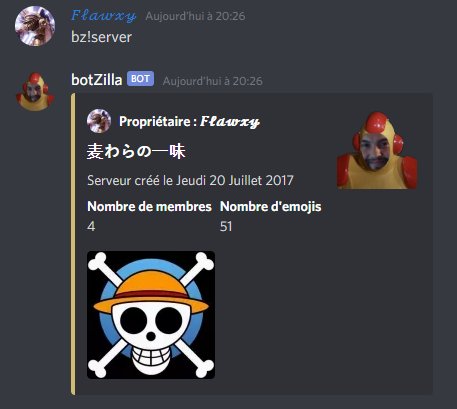 Flawxy Aujourd'hui à 20:26
bz!server
botZilla BOT Aujourd'hui à 20:26
Propriétaire : Flawxy
麦わらの一味
Serveur créé le Jeudi 20 Juillet 2017
Nombre de membres Nombre d'emojis
4 51